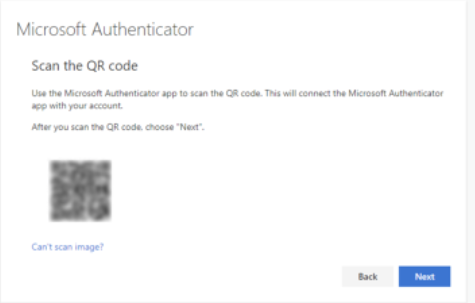 Microsoft Authenticator
Scan the QR code
Use the Microsoft Authenticator app to scan the QR code. This will connect the Microsoft Authenticator
app with your account.
After you scan the QR code, choose "Next".
Can't scan image?
Back Next